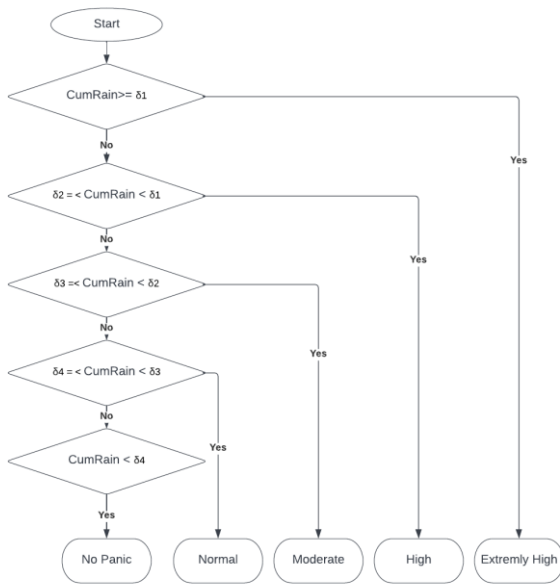 Start
CumRain>= δ1
No
Yes
δ2 = < CumRain < δ1
No
Yes
δ3 =< CumRain < δ2
No
Yes
δ4 = < CumRain < δ3
No
Yes
CumRain < δ4
Yes
No Panic
Normal
Moderate
High
Extremly High